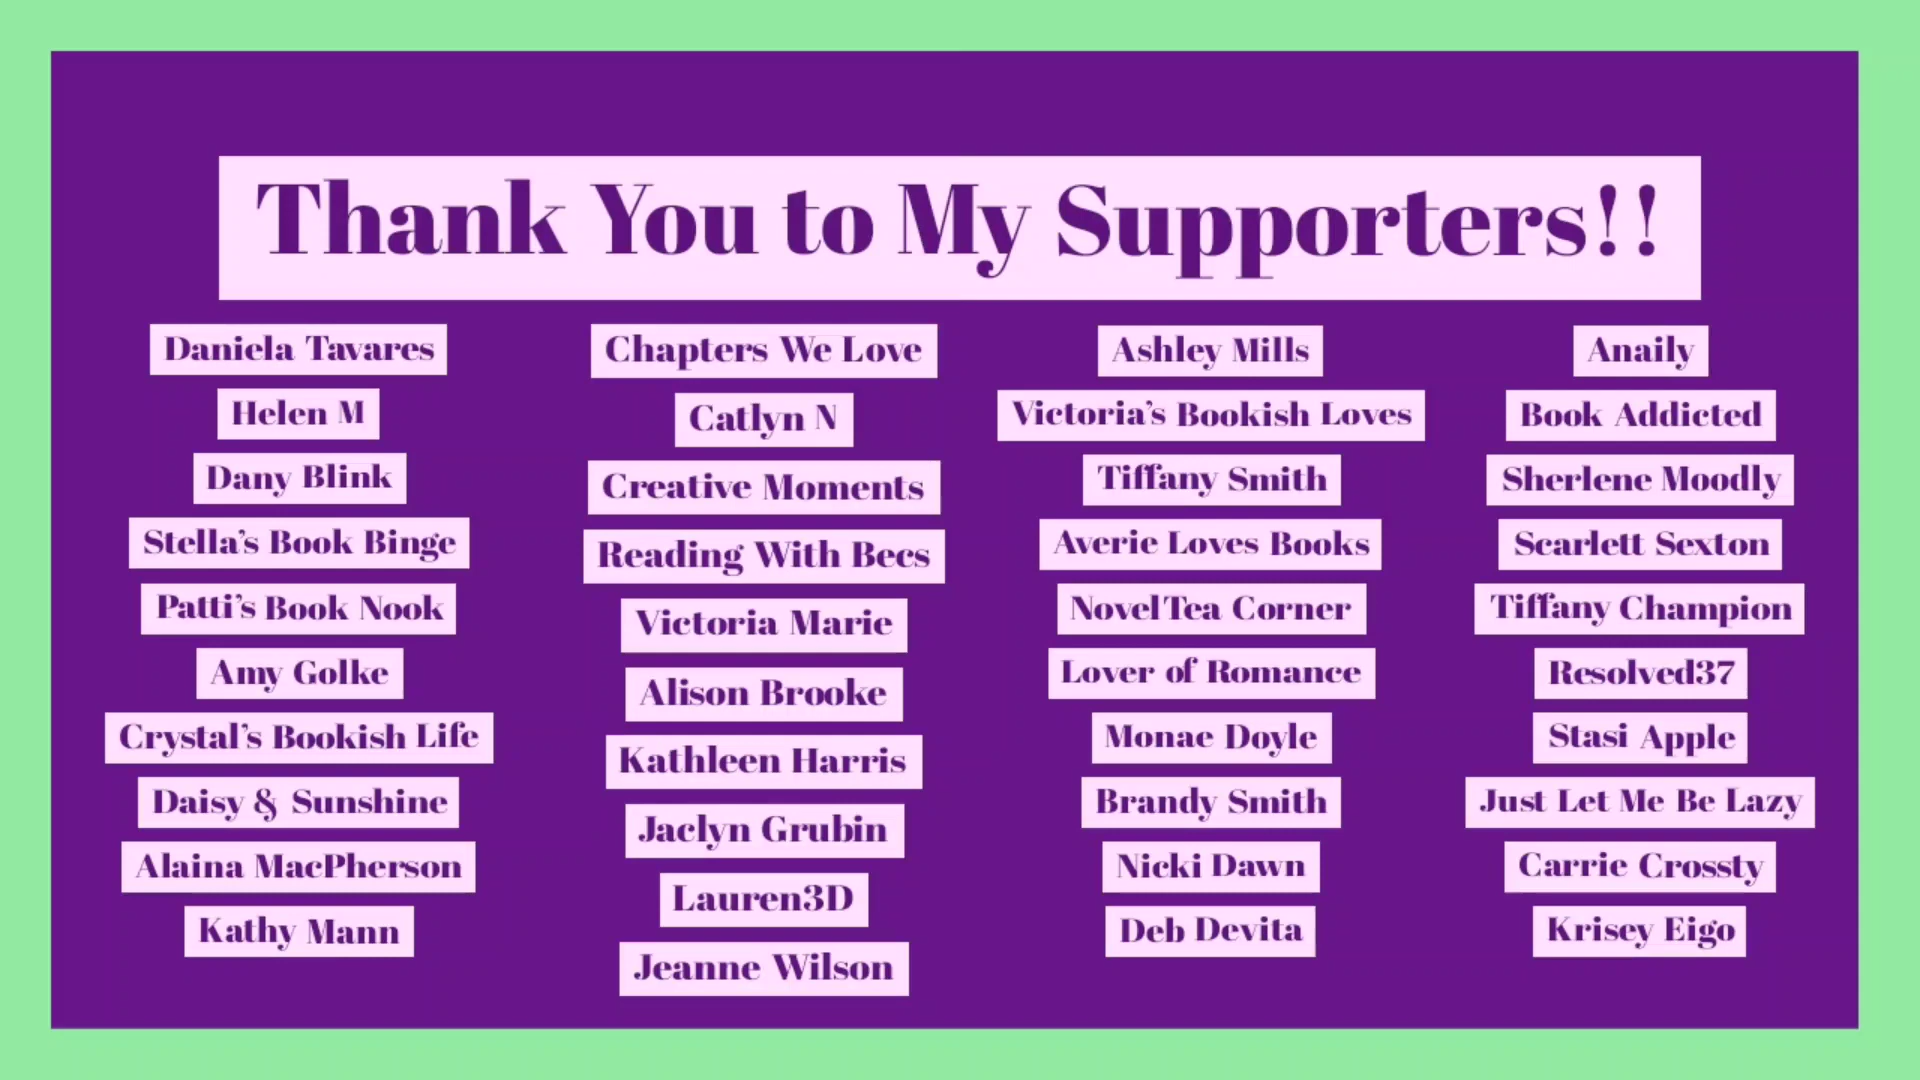 Thank You to My Supporters!!
Daniela Tavares
Helen M
Dany Blink
Stella's Book Binge
Patti's Book Nook
Amy Golke
Crystal's Bookish Life
Daisy & Sunshine
Alaina MacPherson
Kathy Mann
Chapters We Love
Catlyn N
Creative Moments
Reading With Becs
Victoria Marie
Alison Brooke
Kathleen Harris
Jaclyn Grubin
Lauren3D
Jeanne Wilson
Ashley Mills
Victoria's Bookish Loves
Tiffany Smith
Averie Loves Books
NovelTea Corner
Lover of Romance
Monae Doyle
Brandy Smith
Nicki Dawn
Deb Devita
Anaily
Book Addicted
Sherlene Moodly
Scarlett Sexton
Tiffany Champion
Resolved37
Stasi Apple
Just Let Me Be Lazy
Carrie Crossty
Krisey Eigo